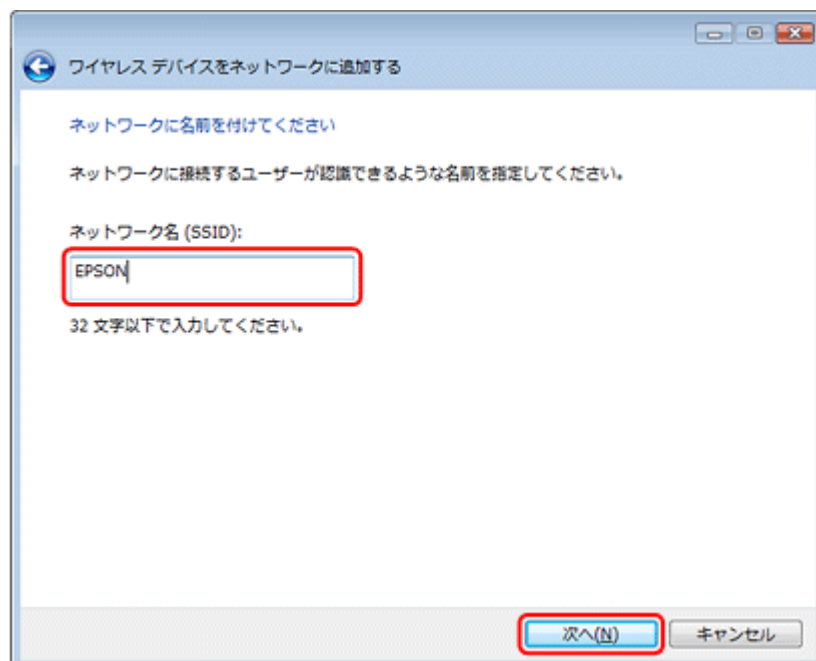 ワイヤレス デバイスをネットワークに追加する
ネットワークに名前を付けてください
ネットワークに接続するユーザーが認識できるような名前を指定してください。
ネットワーク名 (SSID):
EPSON
32 文字以下で入力してください。
次へ(N) キャンセル